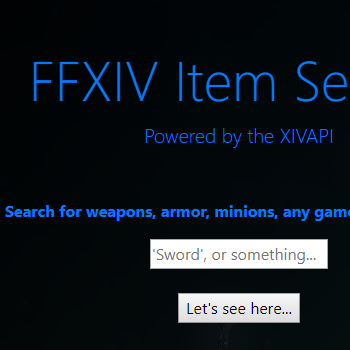 FFXIV Item Se
Powered by the XIVAPI
Search for weapons, armor, minions, any gam
'Sword', or something...
Let's see here...